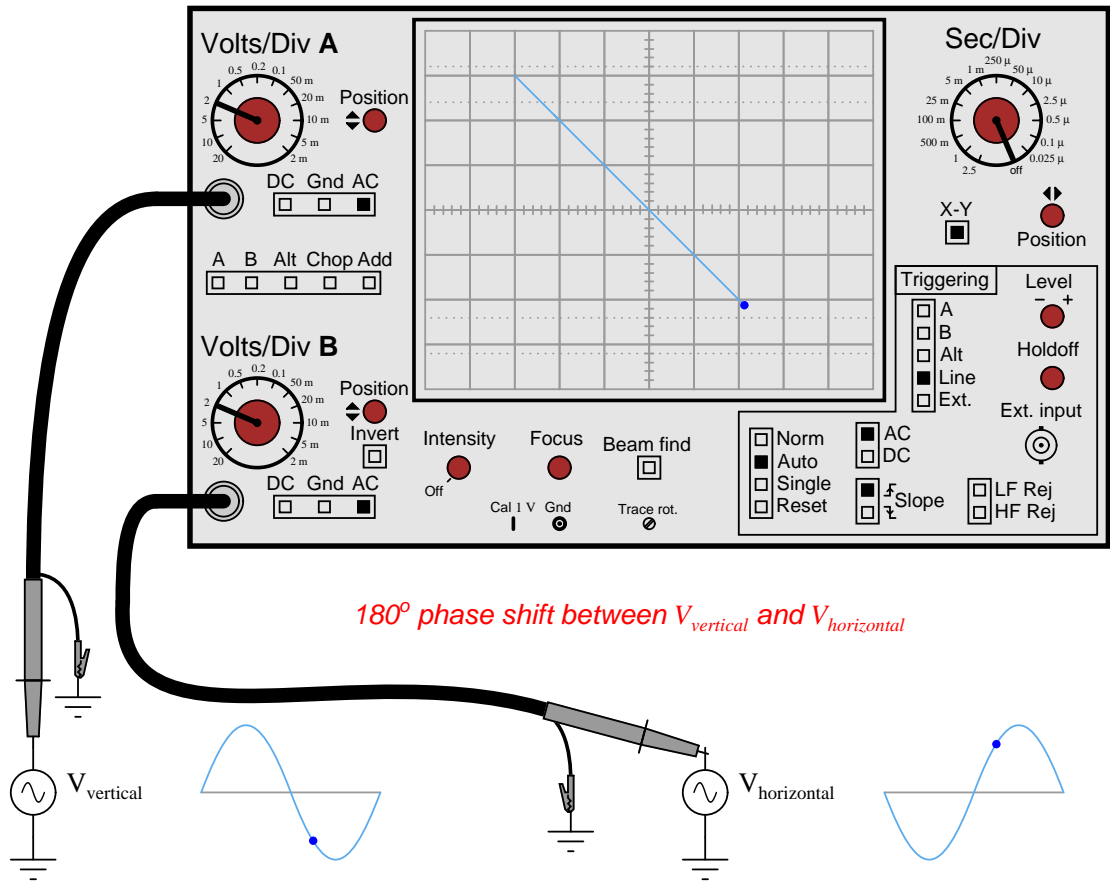 Volts/Div A
0.5 0.2 0.1
1 50 m
2 20 m
5 10 m
10 5 m
20 2 m
Position
DC Gnd AC
A B Alt Chop Add
Volts/Div B
0.5 0.2 0.1
1 50 m
2 20 m
5 10 m
10 5 m
20 2 m
Position
Invert
DC Gnd AC
Intensity
Off
Focus
Beam find
Cal 1 V Gnd
Trace rot.
Sec/Div
250 μ
1 m 50 μ
5 m 10 μ
25 m 2.5 μ
100 m 0.5 μ
500 m 0.1 μ
1 0.025 μ
2.5 off
X-Y
Position
Triggering
A
B
Alt
Line
Ext.
Level
− +
Holdoff
Ext. input
Norm
Auto
Single
Reset
AC
DC
Slope
LF Rej
HF Rej
180o phase shift between Vvertical and Vhorizontal
Vvertical
Vhorizontal